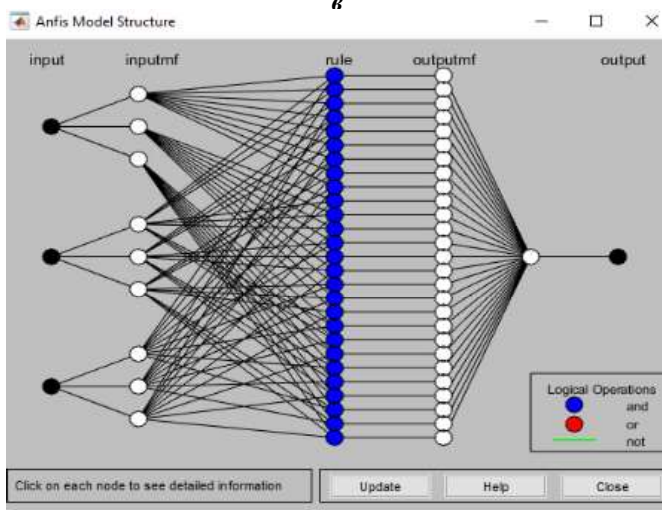 в
Anfis Model Structure
input inputmf rule outputmf output
Logical Operations
and
or
not
Click on each node to see detailed information
Update Help Close